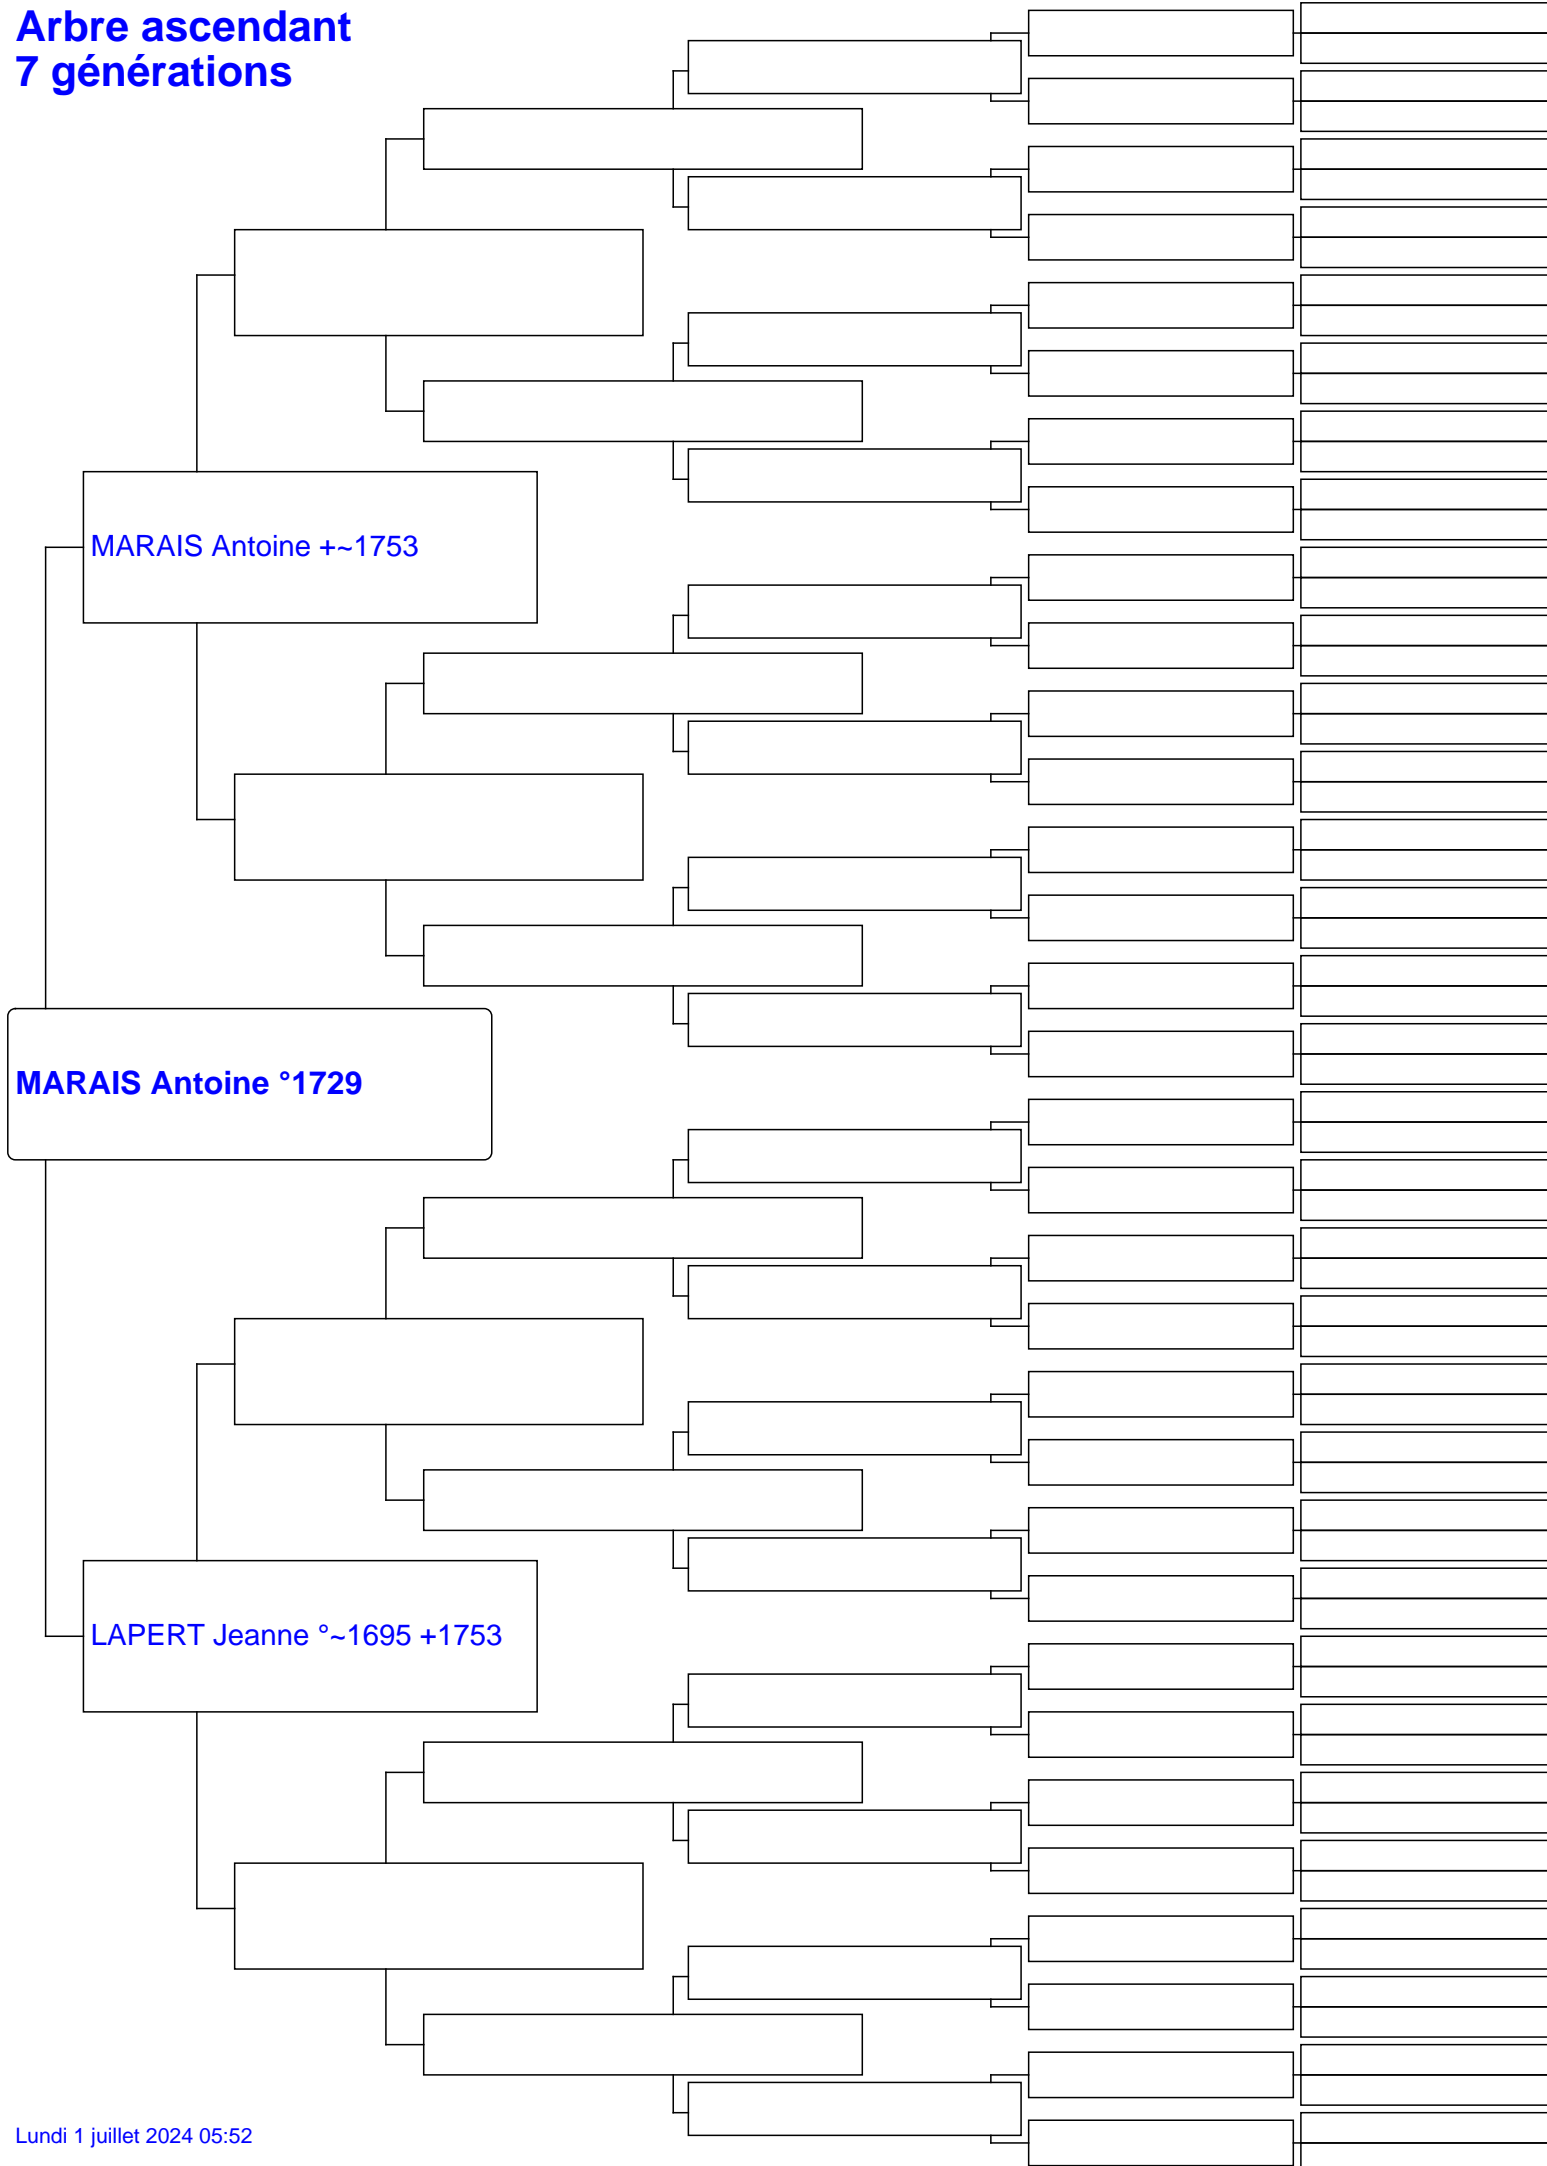 Arbre ascendant
7 générations
MARAIS Antoine +~1753
MARAIS Antoine °1729
LAPERT Jeanne °~1695 +1753
Lundi 1 juillet 2024 05:52